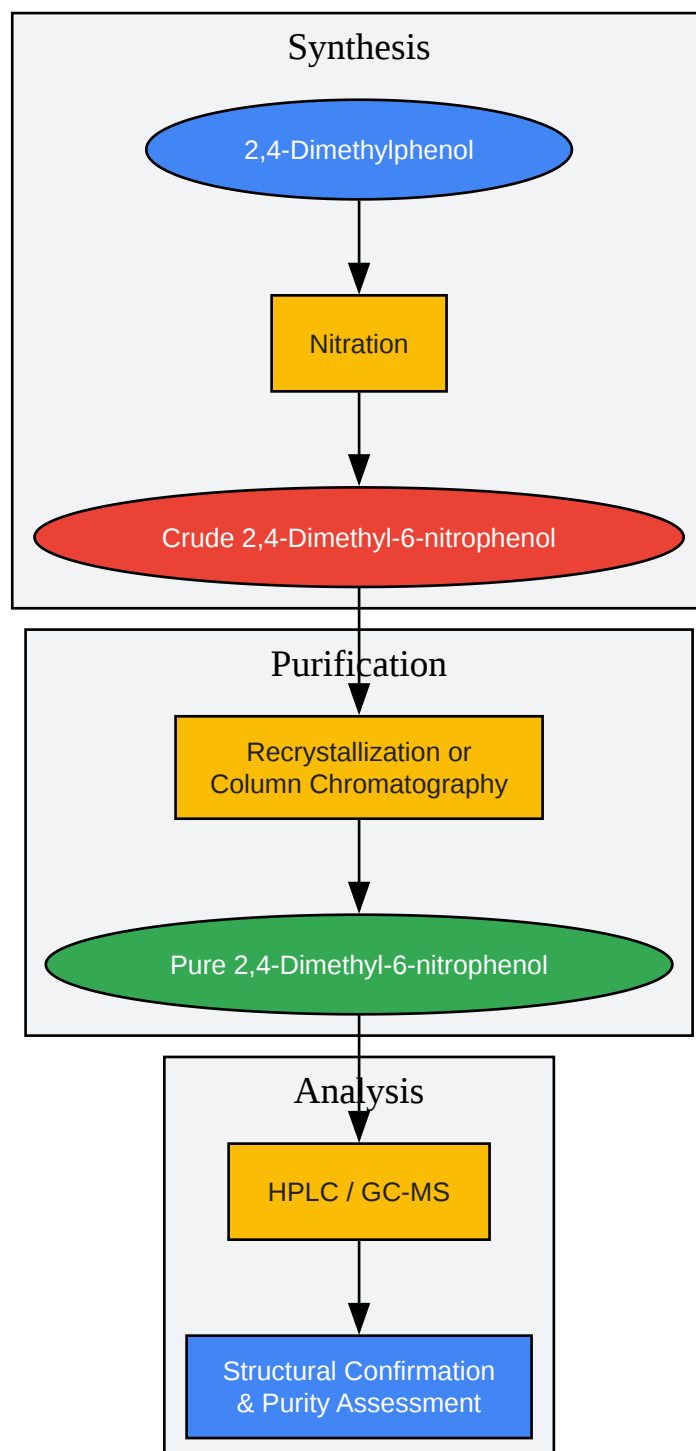 Synthesis
2,4-Dimethylphenol
Nitration
Crude 2,4-Dimethyl-6-nitrophenol
Purification
Recrystallization or
Column Chromatography
Pure 2,4-Dimethyl-6-nitrophenol
Analysis
HPLC / GC-MS
Structural Confirmation
& Purity Assessment